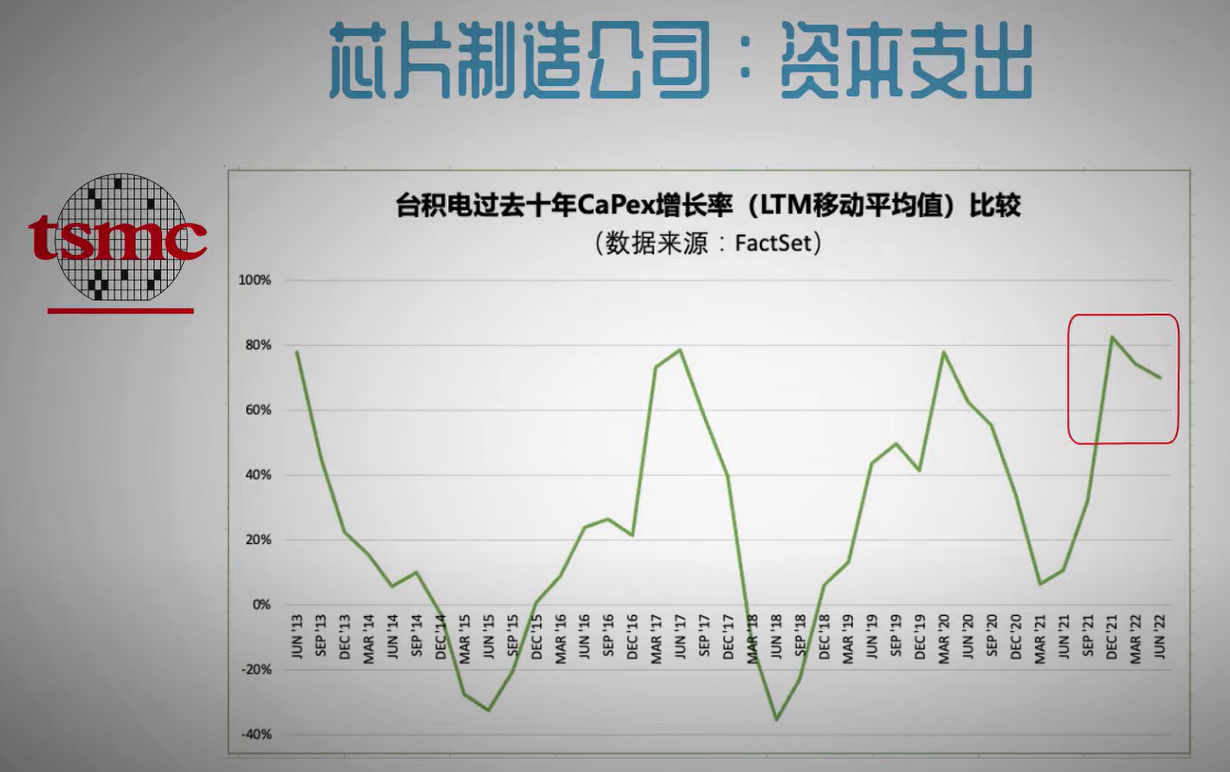 芯片制造公司：资本支出
tsmc
台积电过去十年CaPex增长率（LTM移动平均值）比较
（数据来源：FactSet）
100%
80%
60%
40%
20%
0%
-20%
-40%
JUN '13
SEP '13
DEC '13
MAR '14
JUN '14
SEP '14
DEC '14
MAR '15
JUN '15
SEP '15
DEC '15
MAR '16
JUN '16
SEP '16
DEC '16
MAR '17
JUN '17
SEP '17
DEC '17
MAR '18
JUN '18
SEP '18
DEC '18
MAR '19
JUN '19
SEP '19
DEC '19
MAR '20
JUN '20
SEP '20
DEC '20
MAR '21
JUN '21
SEP '21
DEC '21
MAR '22
JUN '22